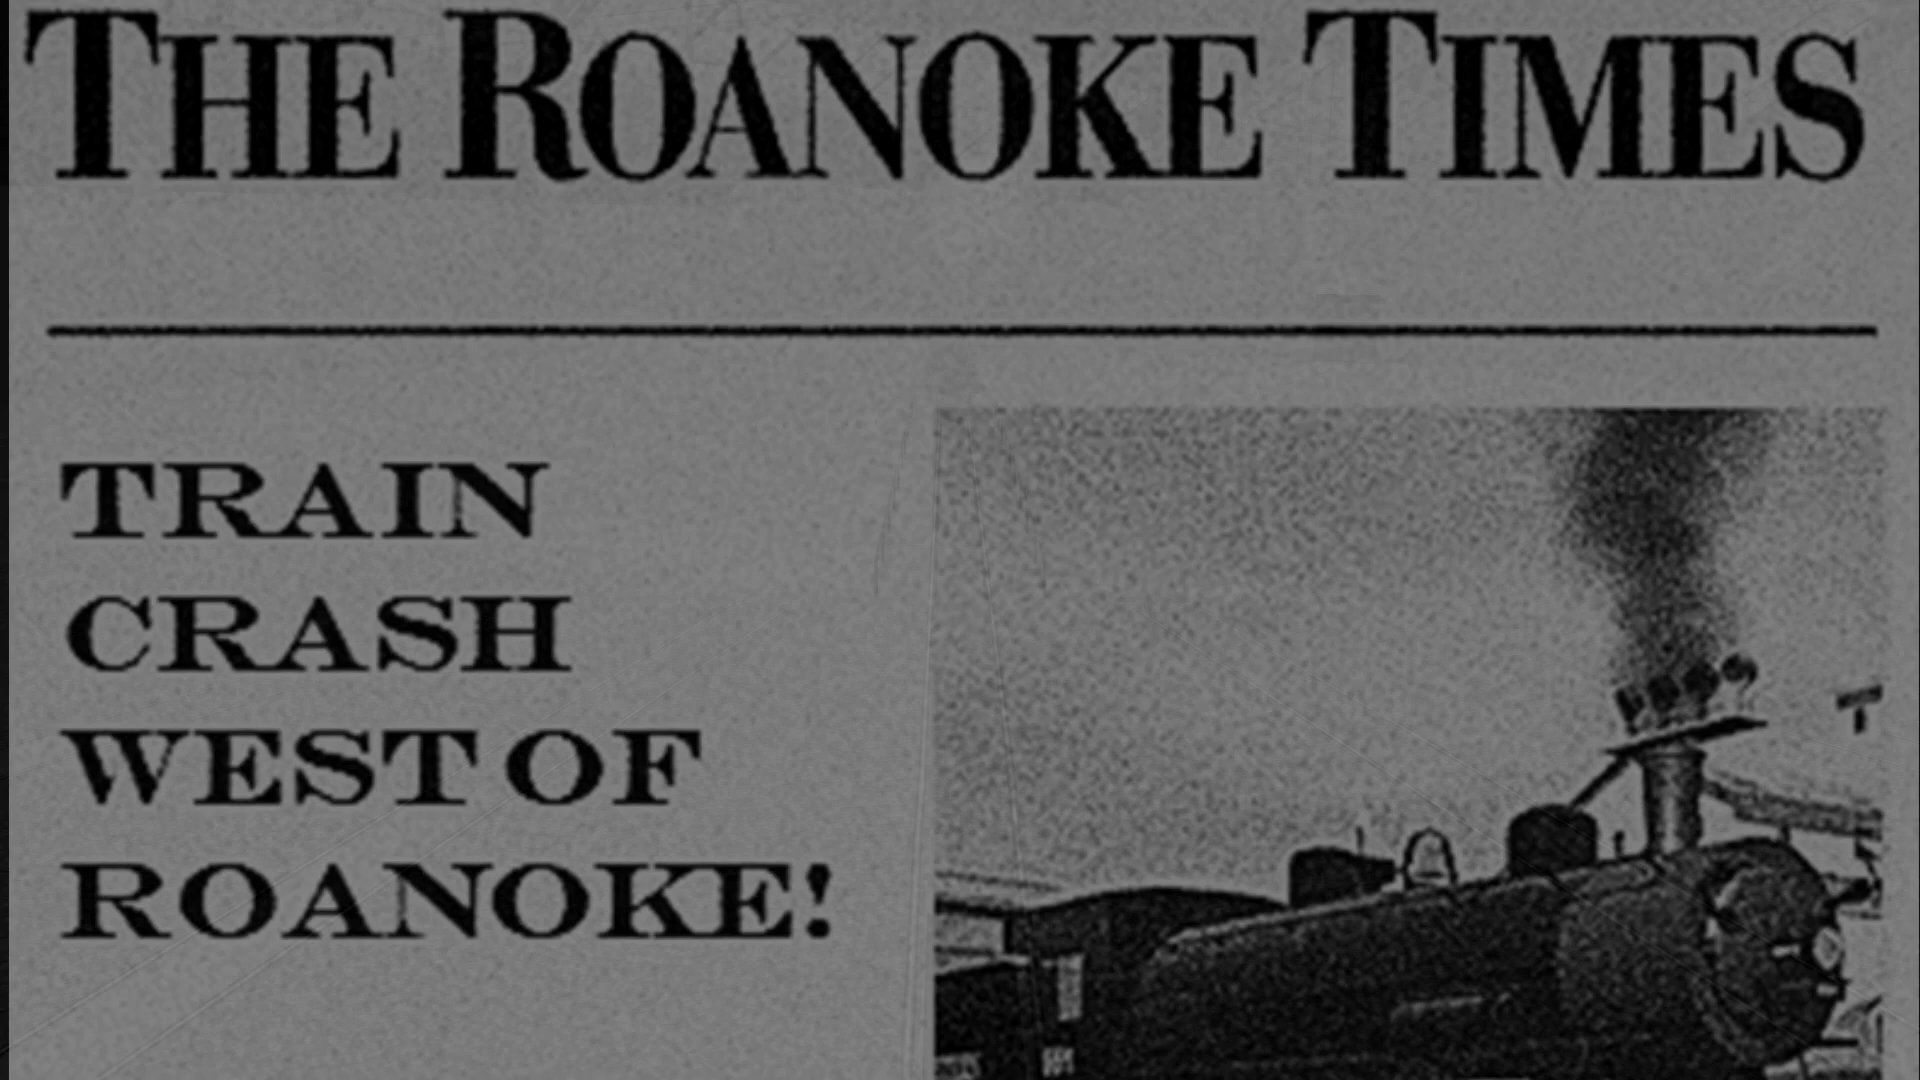 THE ROANOKE TIMES
TRAIN
CRASH
WEST OF
ROANOKE!